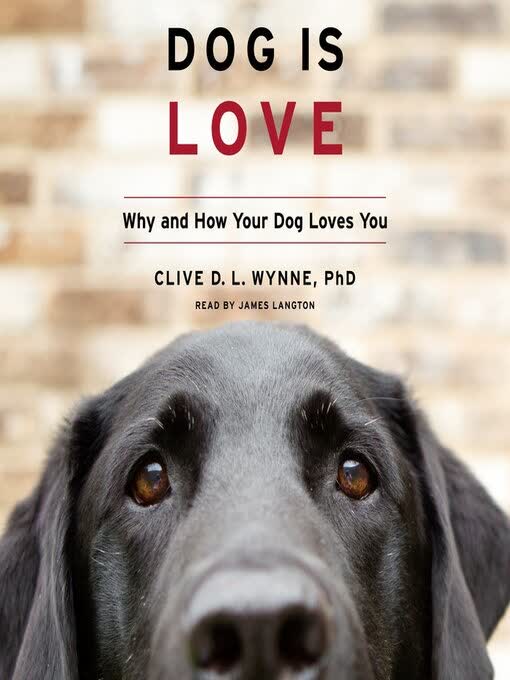 DOG IS
LOVE
Why and How Your Dog Loves You
CLIVE D. L. WYNNE, PhD
READ BY JAMES LANGTON